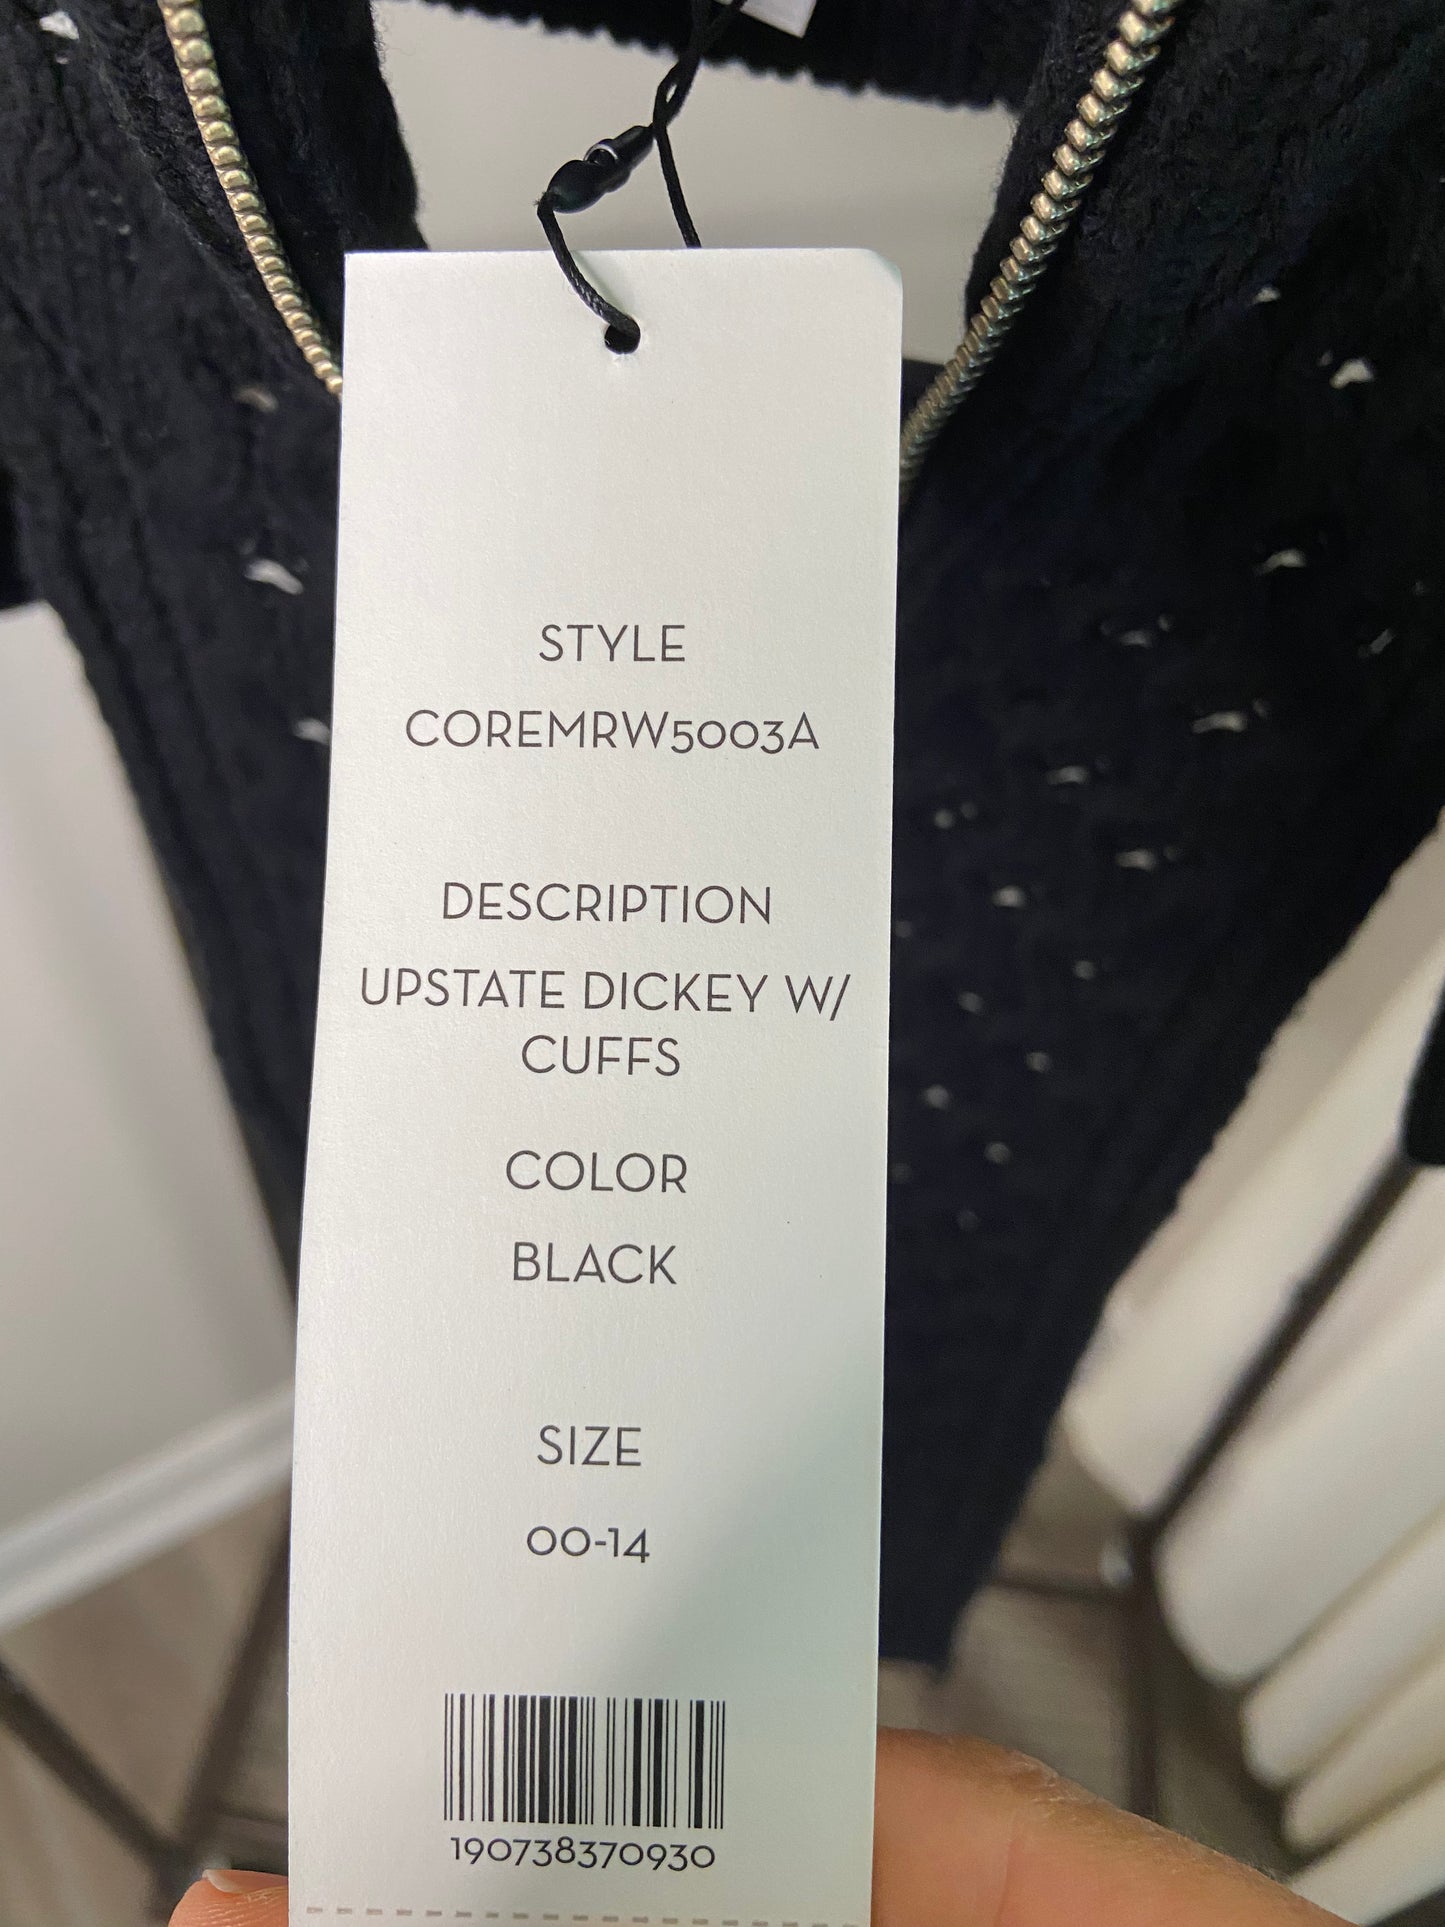 STYLE
COREMRW5003A
DESCRIPTION
UPSTATE DICKEY W/
CUFFS
COLOR
BLACK
SIZE
00-14
190738370930